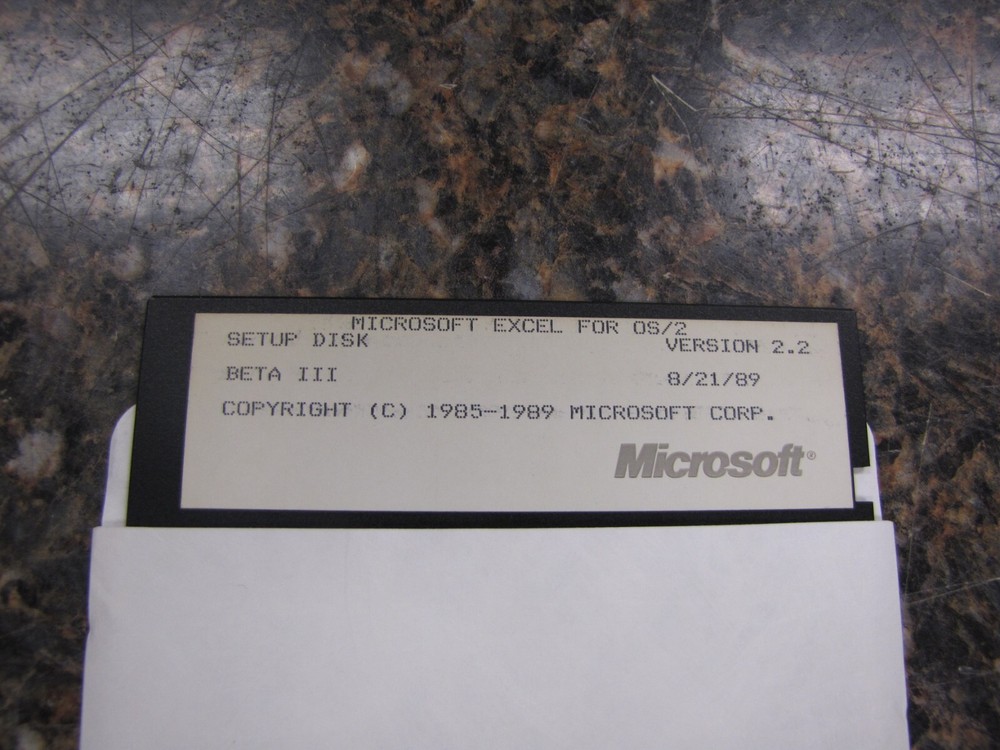 MICROSOFT EXCEL FOR OS/2
SETUP DISK VERSION 2.2
BETA III 8/21/89
COPYRIGHT (C) 1985-1989 MICROSOFT CORP.
Microsoft®